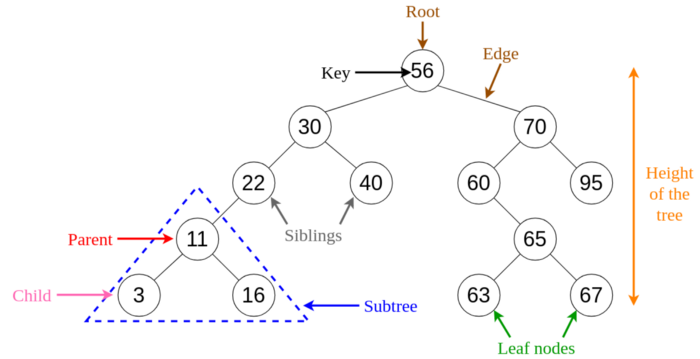 Root
Edge
Key
56
30
70
22
40
60
95
Height
of the
tree
Siblings
Parent
11
65
Child
3
16
63
67
Subtree
Leaf nodes